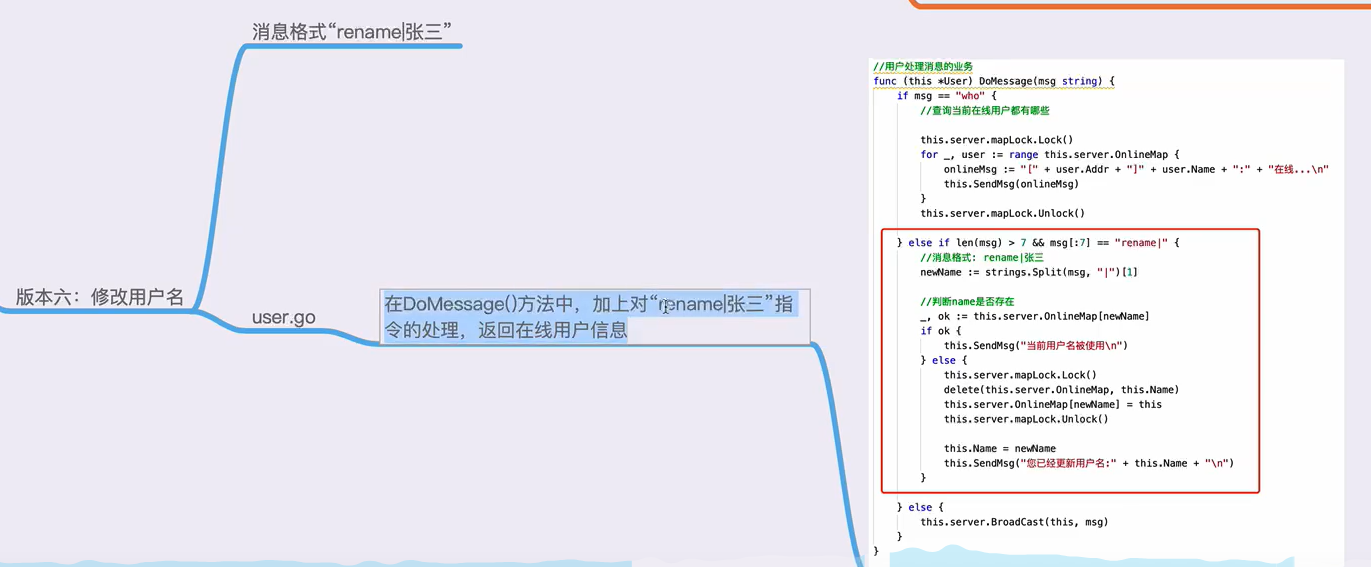 消息格式“rename|张三”
版本六：修改用户名
user.go
在DoMessage()方法中，加上对“rename|张三”指
令的处理，返回在线用户信息
//用户处理消息的业务
func (this *User) DoMessage(msg string) {
if msg == "who" {
//查询当前在线用户都有哪些
this.server.mapLock.Lock()
for _, user := range this.server.OnlineMap {
onlineMsg := "[" + user.Addr + "]" + user.Name + ":" + "在线...\n"
this.SendMsg(onlineMsg)
}
this.server.mapLock.Unlock()
} else if len(msg) > 7 && msg[:7] == "rename|" {
//消息格式: rename|张三
newName := strings.Split(msg, "|")[1]
//判断name是否存在
_, ok := this.server.OnlineMap[newName]
if ok {
this.SendMsg("当前用户名被使用\n")
} else {
this.server.mapLock.Lock()
delete(this.server.OnlineMap, this.Name)
this.server.OnlineMap[newName] = this
this.server.mapLock.Unlock()
this.Name = newName
this.SendMsg("您已经更新用户名:" + this.Name + "\n")
}
} else {
this.server.BroadCast(this, msg)
}
}